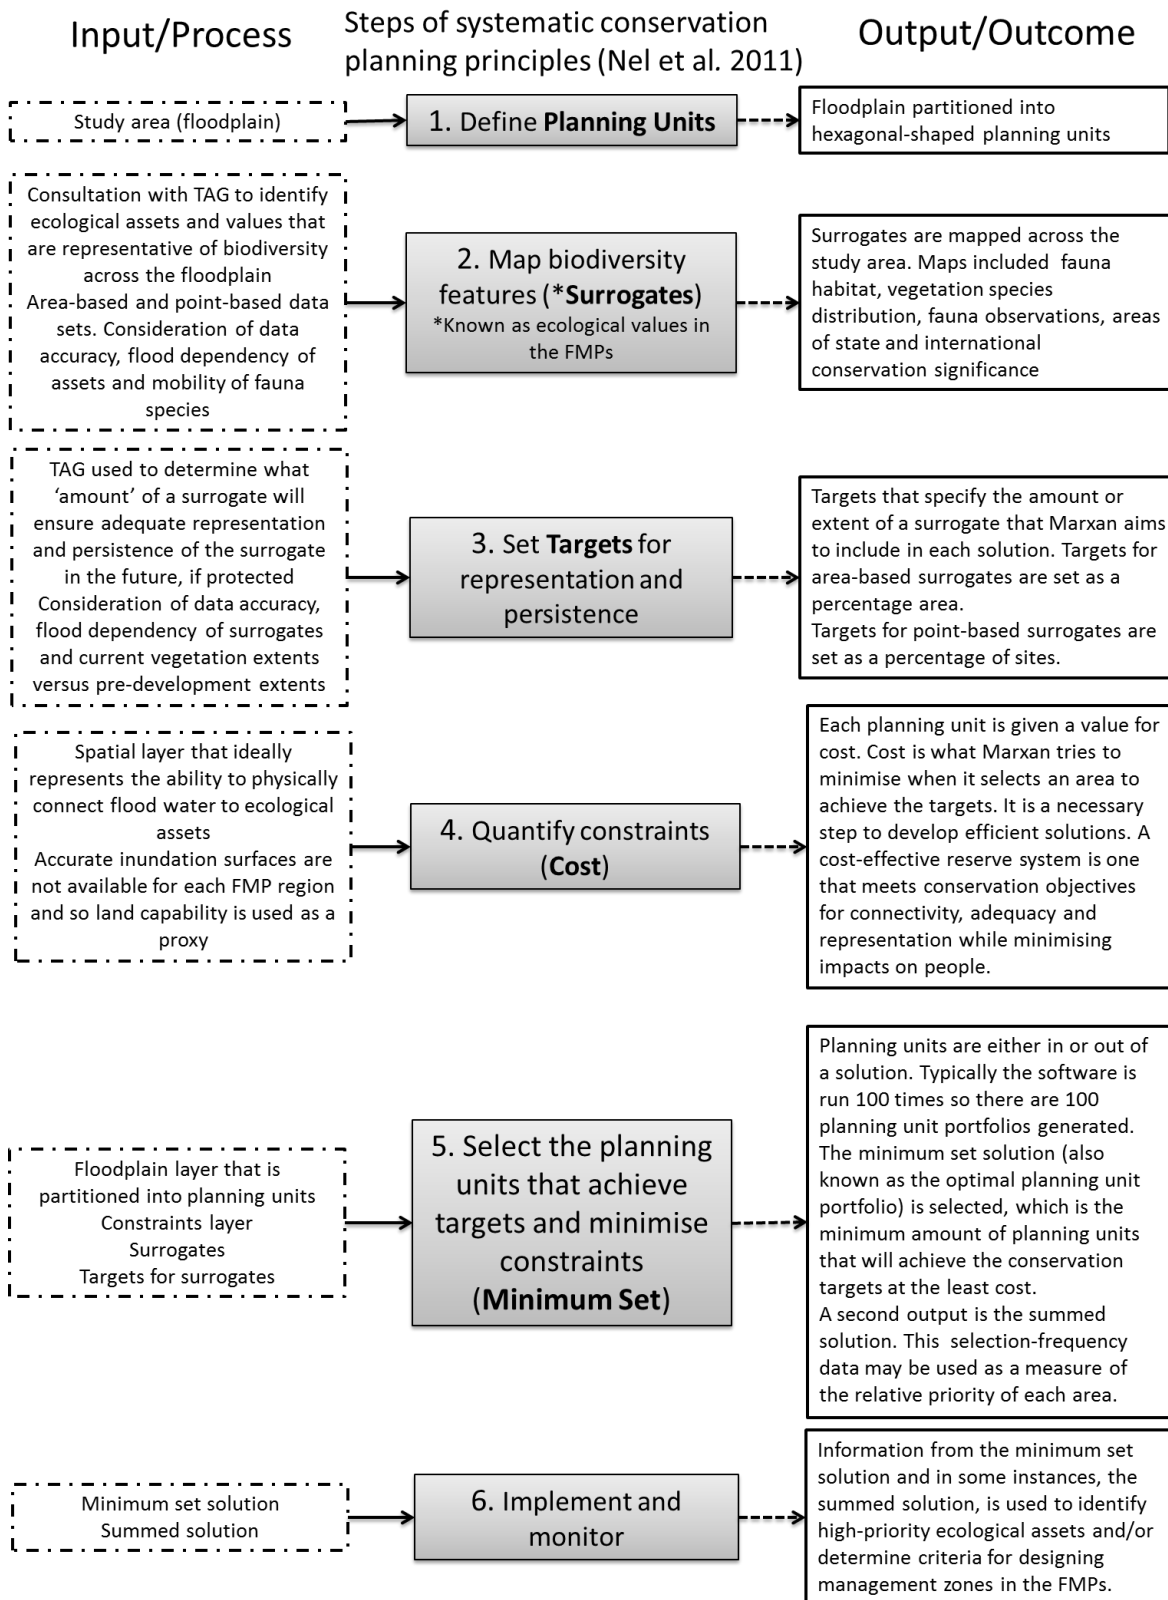 Input/Process
Steps of systematic conservation
planning principles (Nel et al. 2011)
Output/Outcome
Study area (floodplain)
1. Define Planning Units
Floodplain partitioned into
hexagonal-shaped planning units
Consultation with TAG to identify
ecological assets and values that
are representative of biodiversity
across the floodplain
Area-based and point-based data
sets. Consideration of data
accuracy, flood dependency of
assets and mobility of fauna
species
2. Map biodiversity
features (*Surrogates)
*Known as ecological values in
the FMPs
Surrogates are mapped across the
study area. Maps included fauna
habitat, vegetation species
distribution, fauna observations, areas
of state and international
conservation significance
TAG used to determine what
‘amount’ of a surrogate will
ensure adequate representation
and persistence of the surrogate
in the future, if protected
Consideration of data accuracy,
flood dependency of surrogates
and current vegetation extents
versus pre-development extents
3. Set Targets for
representation and
persistence
Targets that specify the amount or
extent of a surrogate that Marxan aims
to include in each solution. Targets for
area-based surrogates are set as a
percentage area.
Targets for point-based surrogates are
set as a percentage of sites.
Spatial layer that ideally
represents the ability to physically
connect flood water to ecological
assets
Accurate inundation surfaces are
not available for each FMP region
and so land capability is used as a
proxy
4. Quantify constraints
(Cost)
Each planning unit is given a value for
cost. Cost is what Marxan tries to
minimise when it selects an area to
achieve the targets. It is a necessary
step to develop efficient solutions. A
cost-effective reserve system is one
that meets conservation objectives
for connectivity, adequacy and
representation while minimising
impacts on people.
Floodplain layer that is
partitioned into planning units
Constraints layer
Surrogates
Targets for surrogates
5. Select the planning
units that achieve
targets and minimise
constraints
(Minimum Set)
Planning units are either in or out of
a solution. Typically the software is
run 100 times so there are 100
planning unit portfolios generated.
The minimum set solution (also
known as the optimal planning unit
portfolio) is selected, which is the
minimum amount of planning units
that will achieve the conservation
targets at the least cost.
A second output is the summed
solution. This selection-frequency
data may be used as a measure of
the relative priority of each area.
Minimum set solution
Summed solution
6. Implement and
monitor
Information from the minimum set
solution and in some instances, the
summed solution, is used to identify
high-priority ecological assets and/or
determine criteria for designing
management zones in the FMPs.